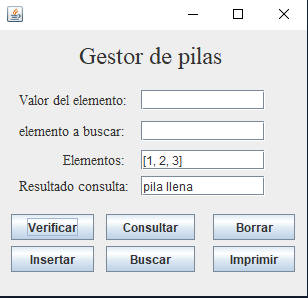 Gestor de pilas
Valor del elemento:
elemento a buscar:
Elementos: [1, 2, 3]
Resultado consulta: pila llena
Verificar Consultar Borrar
Insertar Buscar Imprimir